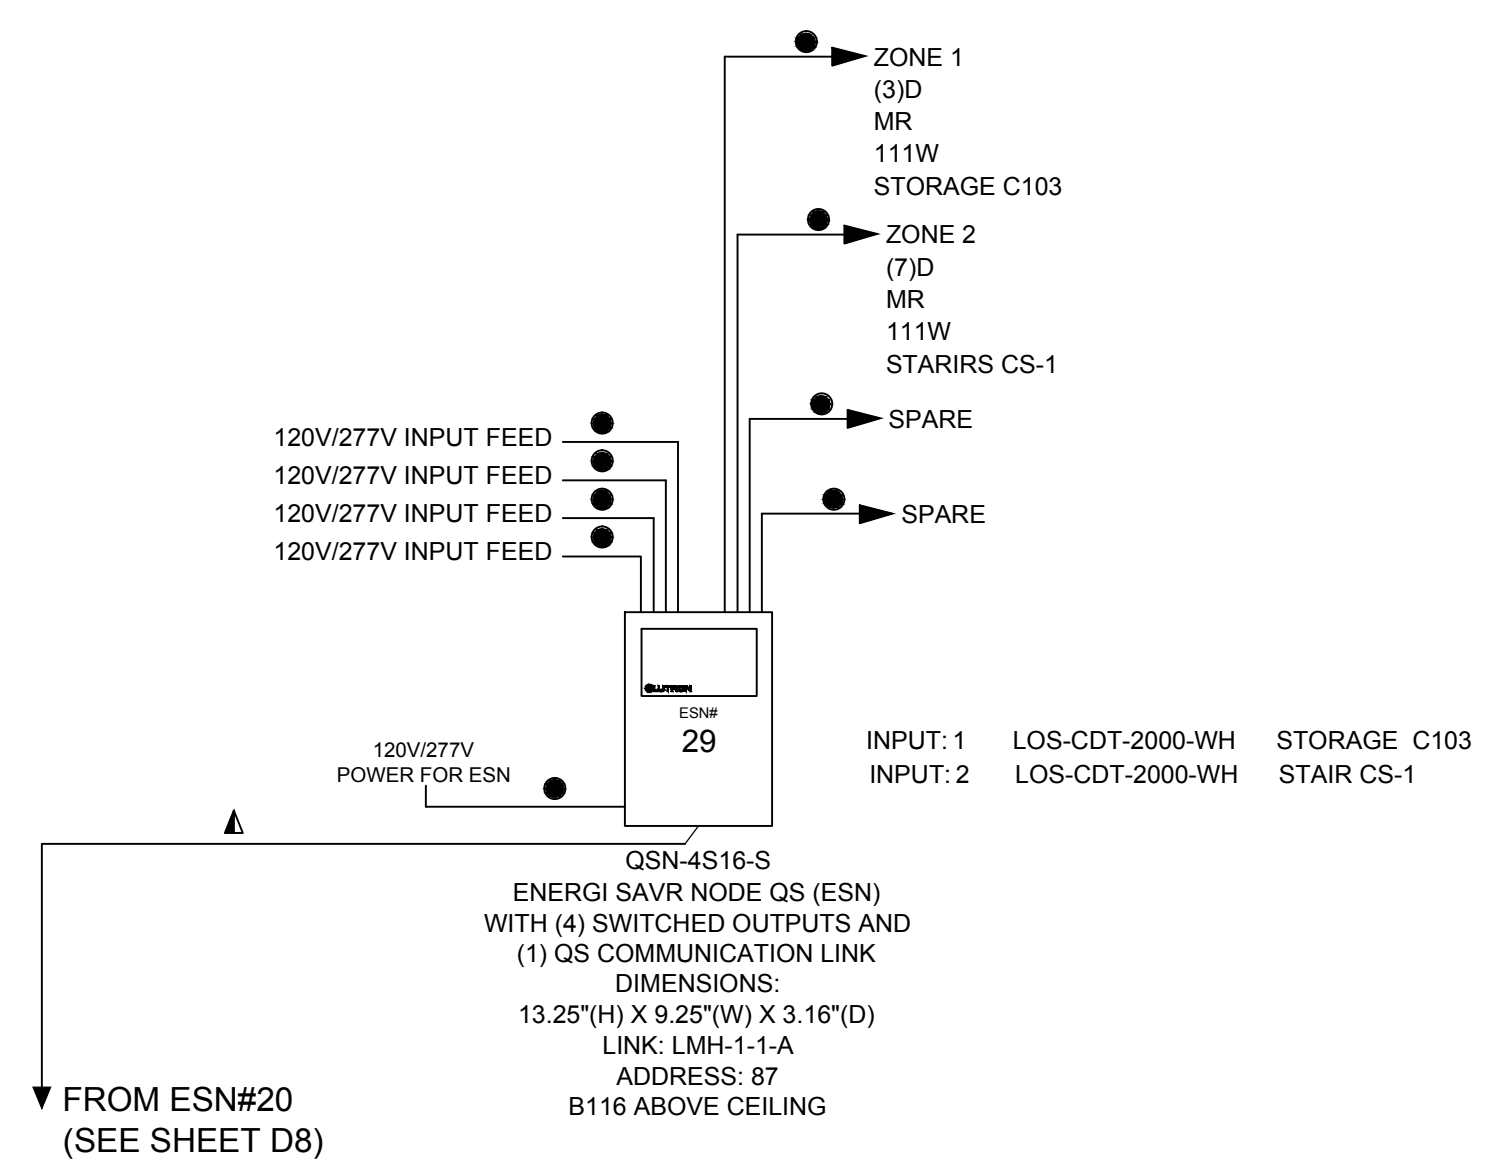 ZONE 1
(3)D
MR
111W
STORAGE C103
ZONE 2
(7)D
MR
111W
STARIRS CS-1
SPARE
SPARE
120V/277V INPUT FEED
120V/277V INPUT FEED
120V/277V INPUT FEED
120V/277V INPUT FEED
LUTRON
ESN#
29
120V/277V
POWER FOR ESN
INPUT: 1 LOS-CDT-2000-WH STORAGE C103
INPUT: 2 LOS-CDT-2000-WH STAIR CS-1
QSN-4S16-S
ENERGI SAVR NODE QS (ESN)
WITH (4) SWITCHED OUTPUTS AND
(1) QS COMMUNICATION LINK
DIMENSIONS:
13.25"(H) X 9.25"(W) X 3.16"(D)
LINK: LMH-1-1-A
ADDRESS: 87
B116 ABOVE CEILING
FROM ESN#20
(SEE SHEET D8)